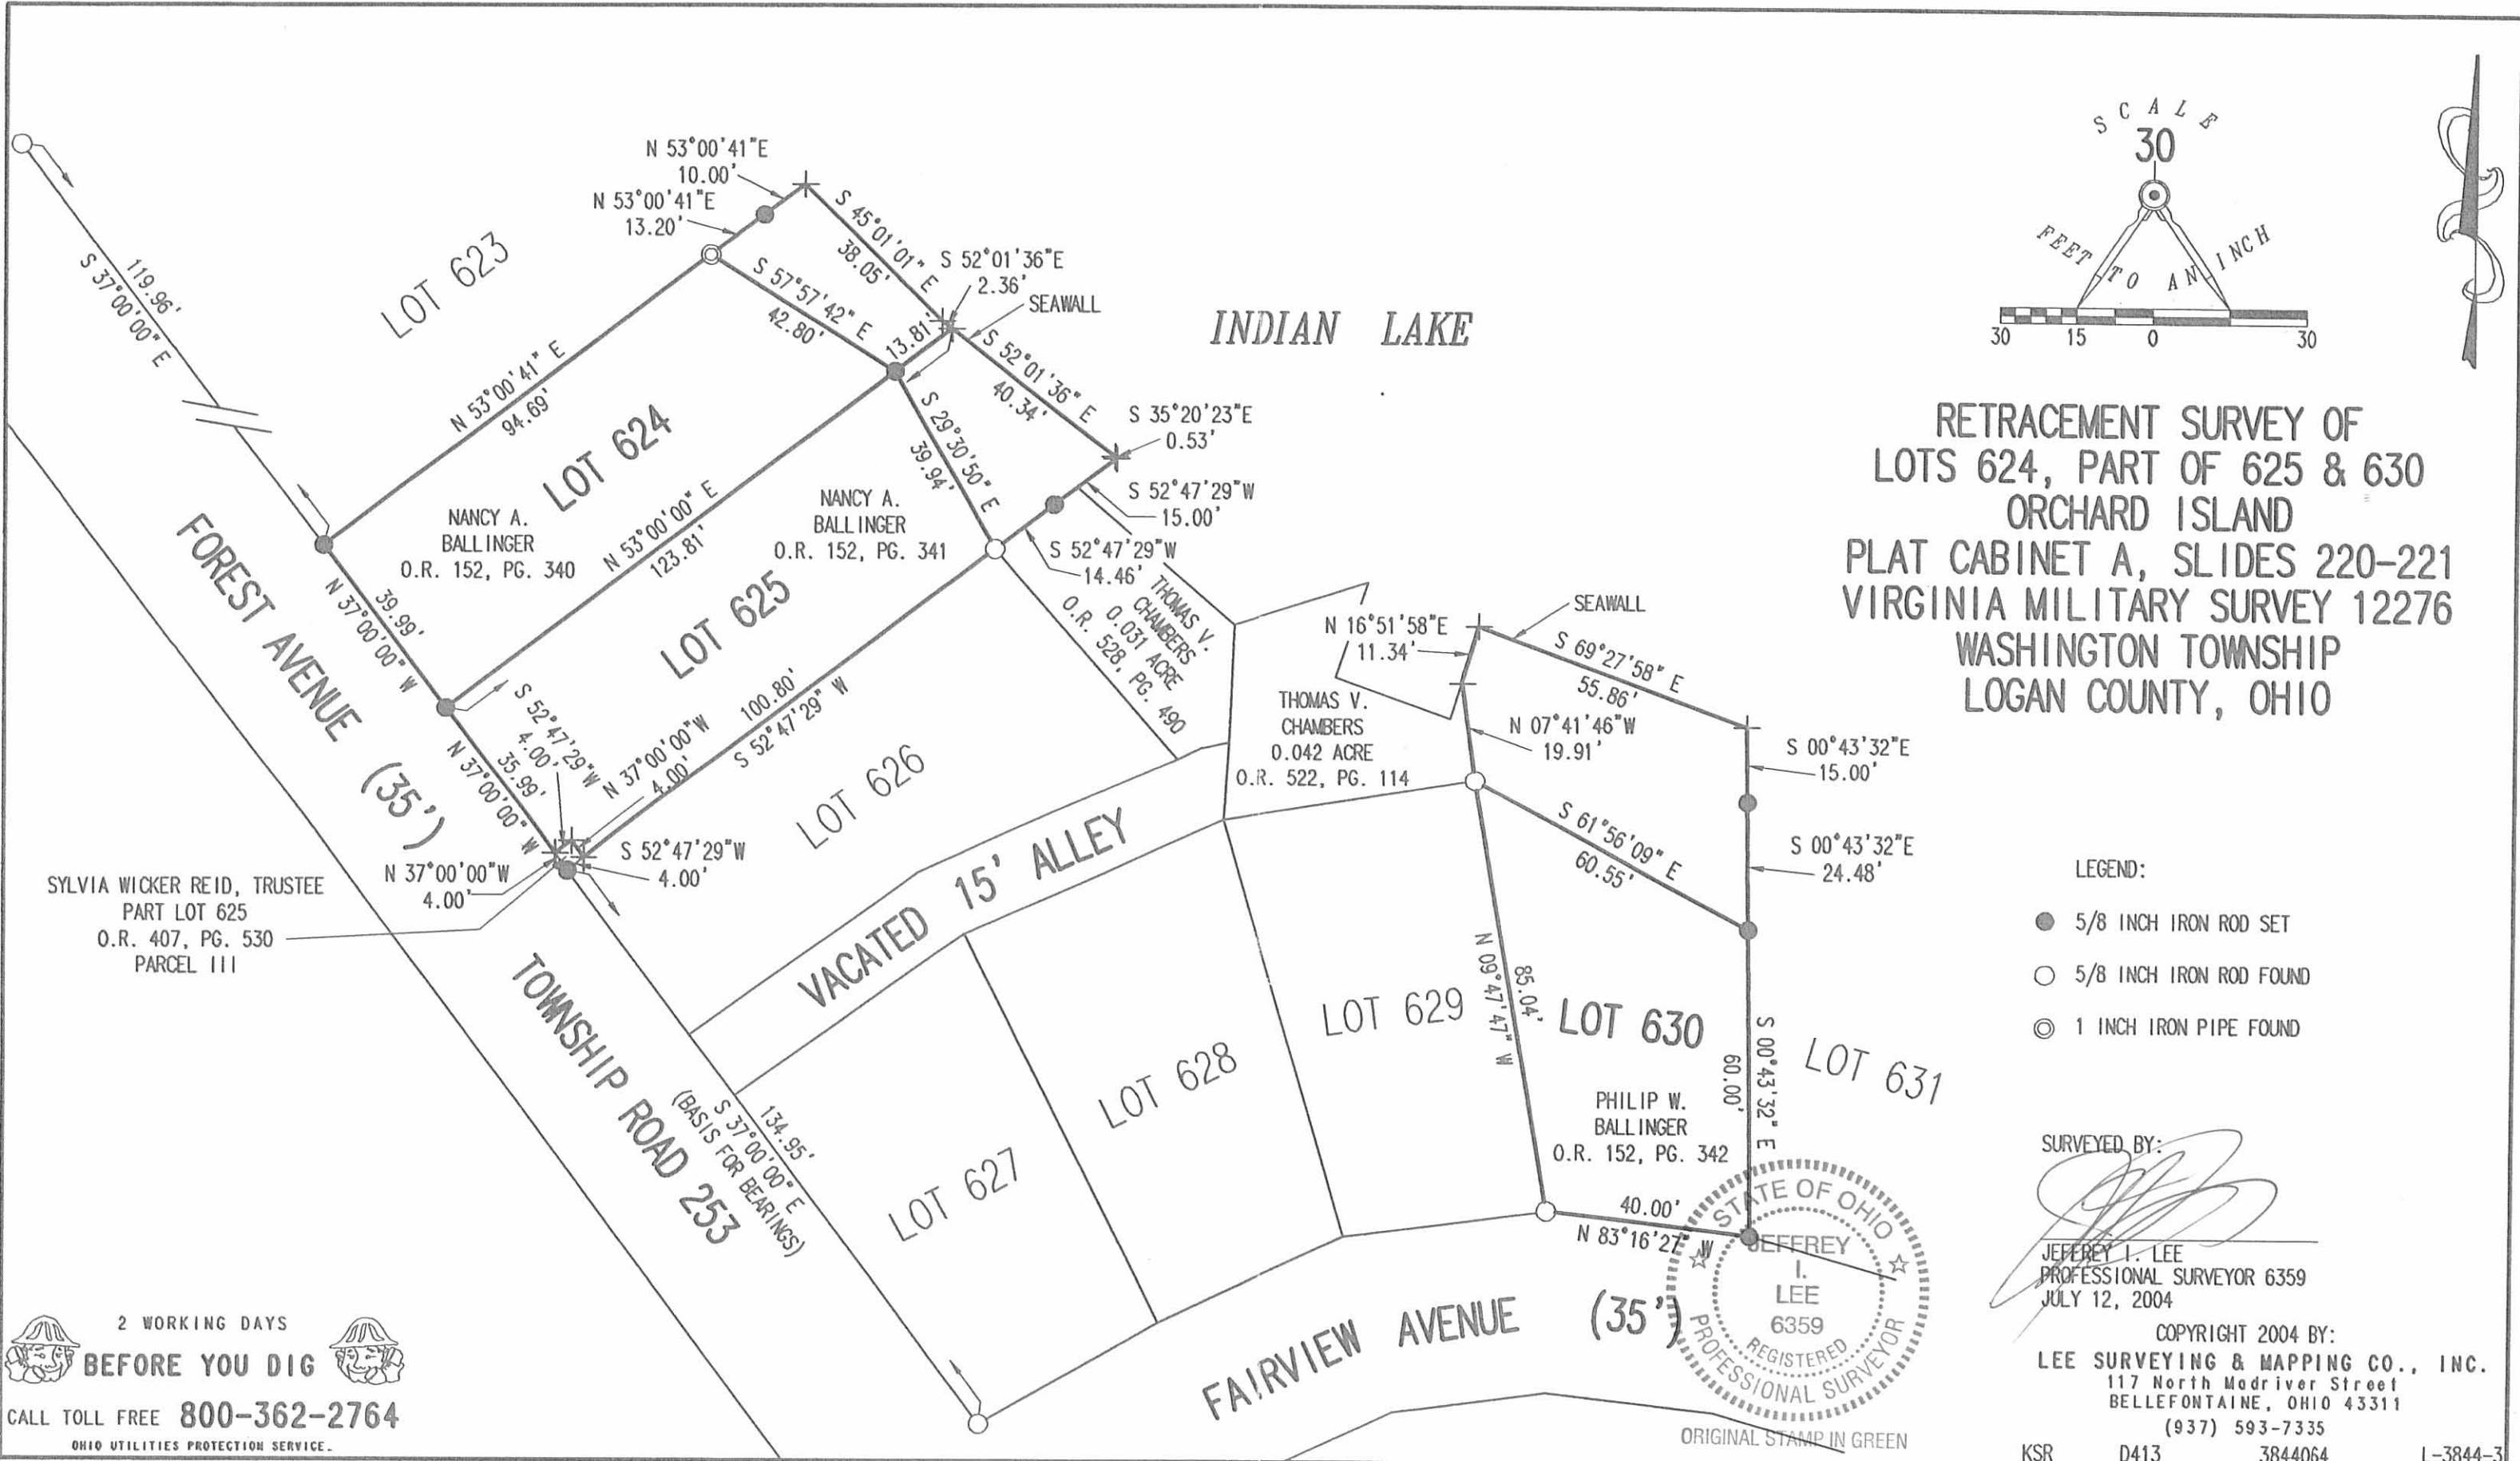 N 53°00'41"E
10.00'
N 53°00'41"E
13.20'
S 45°01'01" E
38.05'
S 52°01'36"E
2.36'
SEAWALL
S 57°57'42" E
42.80'
13.81'
S 52°01'36" E
40.34'
S 35°20'23"E
0.53'
S 52°47'29"W
15.00'
S 52°47'29"W
14.46'
S 29°30'50" E
39.94'
119.96'
S 37°00'00" E
LOT 623
N 53°00'41" E
94.69'
LOT 624
NANCY A.
BALLINGER
O.R. 152, PG. 340
N 53°00'00" E
123.81'
NANCY A.
BALLINGER
O.R. 152, PG. 341
LOT 625
39.99'
N 37°00'00" W
FOREST AVENUE (35')
S 52°47'29"W
4.00'
35.99'
N 37°00'00" W
N 37°00'00"W
4.00'
100.80'
S 52°47'29" W
LOT 626
N 37°00'00"W
4.00'
S 52°47'29"W
4.00'
SYLVIA WICKER REID, TRUSTEE
PART LOT 625
O.R. 407, PG. 530
PARCEL III
THOMAS V.
CHAMBERS
0.031 ACRE
O.R. 528, PG. 490
INDIAN LAKE
N 16°51'58"E
11.34'
SEAWALL
S 69°27'58" E
55.86'
THOMAS V.
CHAMBERS
0.042 ACRE
O.R. 522, PG. 114
N 07°41'46"W
19.91'
S 00°43'32"E
15.00'
S 61°56'09" E
60.55'
S 00°43'32"E
24.48'
VACATED 15' ALLEY
TOWNSHIP ROAD 253
134.95'
S 37°00'00" E
(BASIS FOR BEARINGS)
LOT 627
LOT 628
LOT 629
85.04'
N 09°47'47" W
LOT 630
S 00°43'32" E
60.00'
LOT 631
PHILIP W.
BALLINGER
O.R. 152, PG. 342
40.00'
N 83°16'27" W
FAIRVIEW AVENUE (35')
STATE OF OHIO
JEFFREY
I.
LEE
6359
REGISTERED
PROFESSIONAL SURVEYOR
ORIGINAL STAMP IN GREEN
SCALE
30
FEET TO AN INCH
30 15 0 30
RETRACEMENT SURVEY OF
LOTS 624, PART OF 625 & 630
ORCHARD ISLAND
PLAT CABINET A, SLIDES 220-221
VIRGINIA MILITARY SURVEY 12276
WASHINGTON TOWNSHIP
LOGAN COUNTY, OHIO
LEGEND:
5/8 INCH IRON ROD SET
5/8 INCH IRON ROD FOUND
1 INCH IRON PIPE FOUND
SURVEYED BY:
JEFFREY I. LEE
PROFESSIONAL SURVEYOR 6359
JULY 12, 2004
COPYRIGHT 2004 BY:
LEE SURVEYING & MAPPING CO., INC.
117 North Madriver Street
BELLEFONTAINE, OHIO 43311
(937) 593-7335
KSR D413 3844064 L-3844-3
2 WORKING DAYS
BEFORE YOU DIG
CALL TOLL FREE 800-362-2764
OHIO UTILITIES PROTECTION SERVICE.